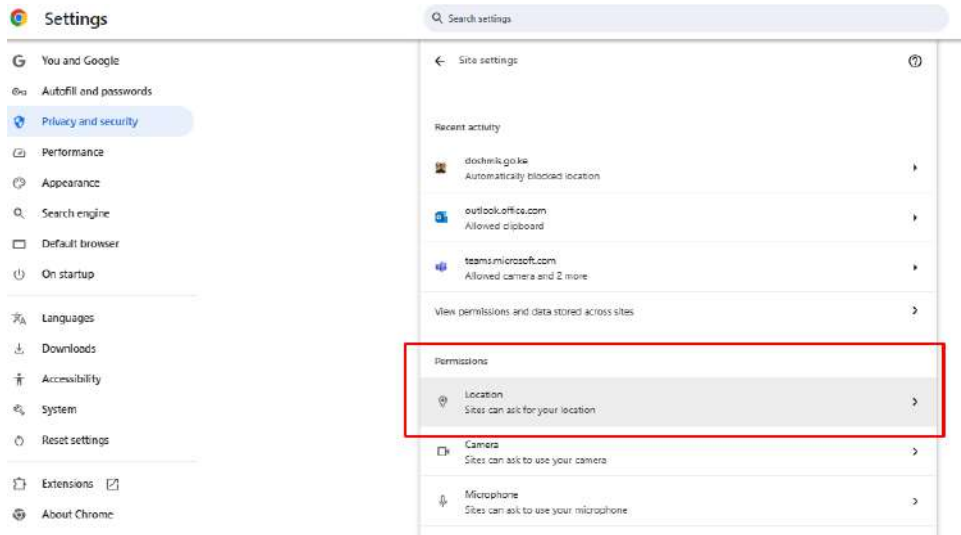 Settings
Search settings
You and Google
Autofill and passwords
Privacy and security
Performance
Appearance
Search engine
Default browser
On startup
Languages
Downloads
Accessibility
System
Reset settings
Extensions
About Chrome
Site settings
Recent activity
doshmis.go.ke
Automatically blocked location
outlook.office.com
Allowed clipboard
teams.microsoft.com
Allowed camera and 2 more
View permissions and data stored across sites
Permissions
Location
Sites can ask for your location
Camera
Sites can ask to use your camera
Microphone
Sites can ask to use your microphone